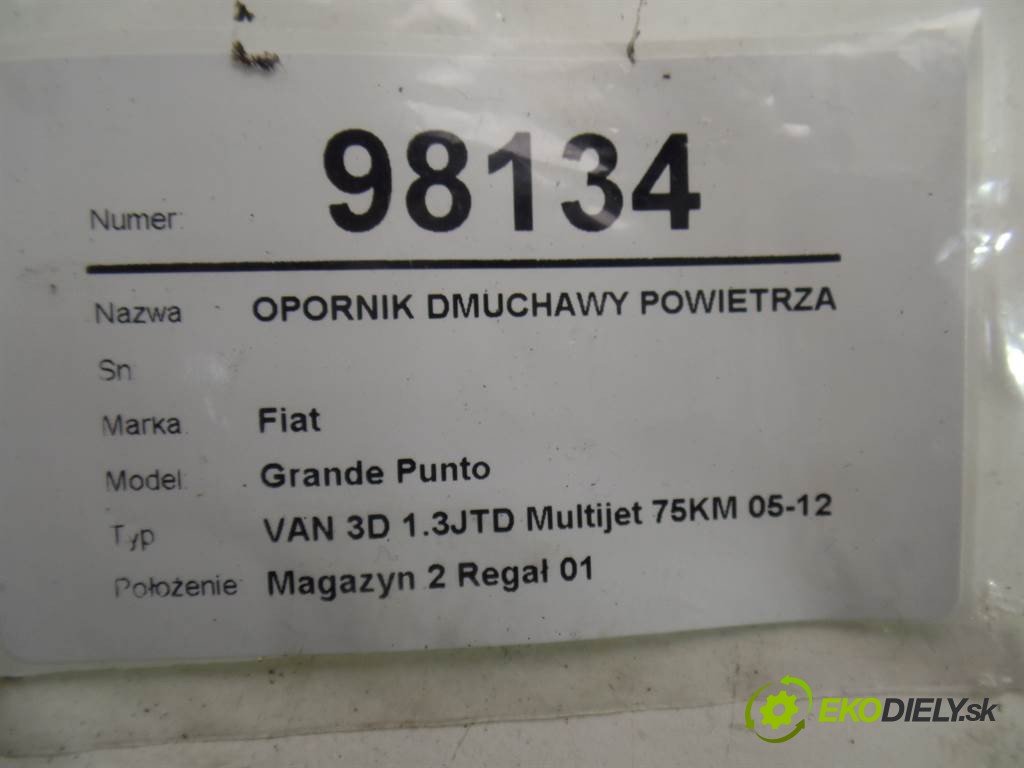 Numer: 98134
Nazwa OPORNIK DMUCHAWY POWIETRZA
Sn
Marka: Fiat
Model: Grande Punto
Typ VAN 3D 1.3JTD Multijet 75KM 05-12
Położenie: Magazyn 2 Regał 01
EKODIELY.sk